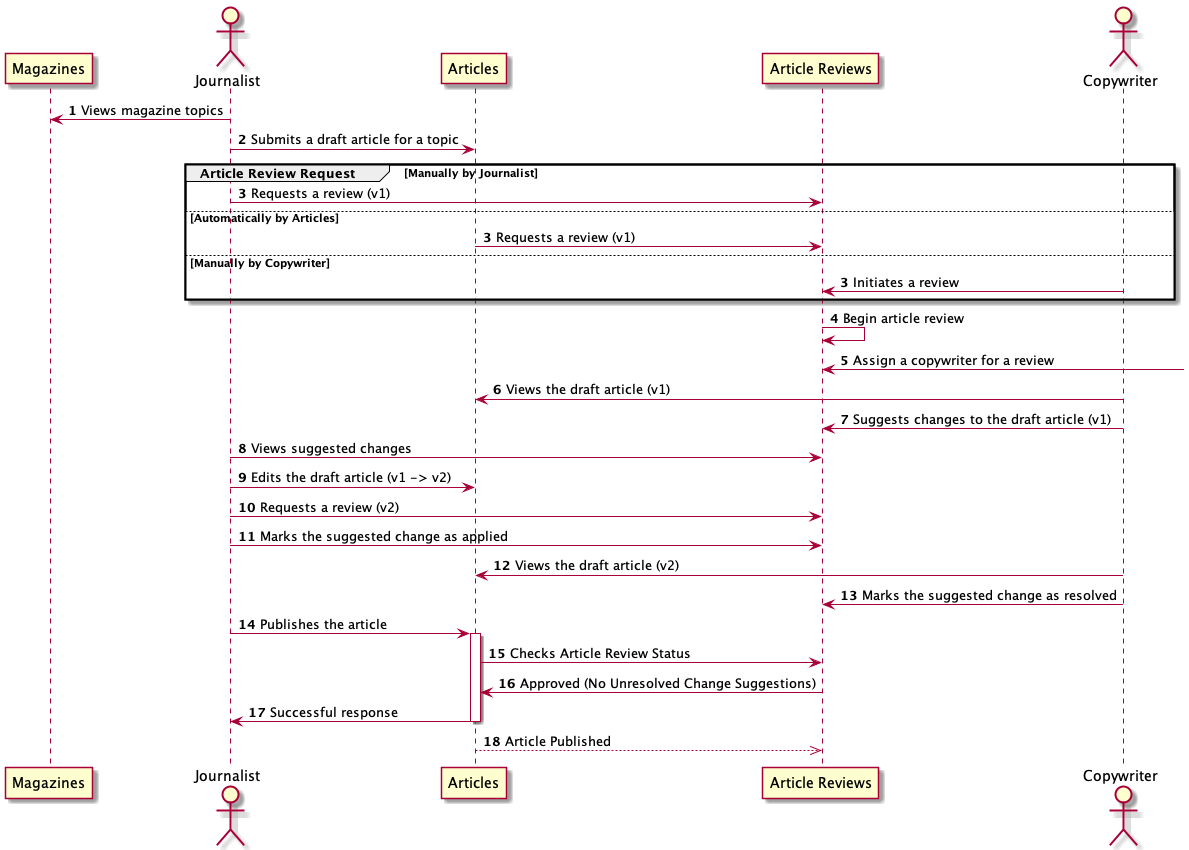 Magazines
Journalist
Articles
Article Reviews
Copywriter
1 Views magazine topics
2 Submits a draft article for a topic
Article Review Request [Manually by Journalist]
3 Requests a review (v1)
[Automatically by Articles]
3 Requests a review (v1)
[Manually by Copywriter]
3 Initiates a review
4 Begin article review
5 Assign a copywriter for a review
6 Views the draft article (v1)
7 Suggests changes to the draft article (v1)
8 Views suggested changes
9 Edits the draft article (v1 -> v2)
10 Requests a review (v2)
11 Marks the suggested change as applied
12 Views the draft article (v2)
13 Marks the suggested change as resolved
14 Publishes the article
15 Checks Article Review Status
16 Approved (No Unresolved Change Suggestions)
17 Successful response
18 Article Published
Magazines
Journalist
Articles
Article Reviews
Copywriter